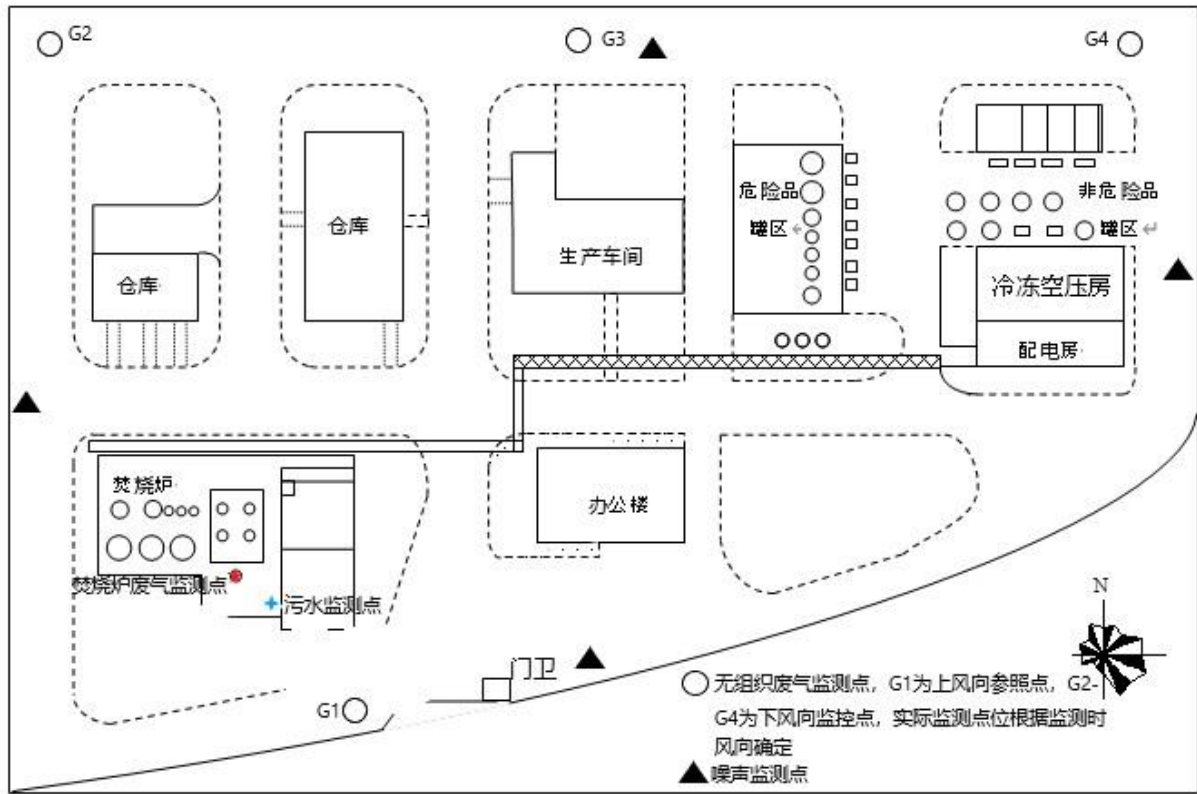 G2
G3
G4
仓库
仓库
生产车间
危险品
罐区
非危险品
罐区
冷冻空压房
配电房
焚烧炉
办公楼
焚烧炉废气监测点
污水监测点
门卫
G1
N
无组织废气监测点，G1为上风向参照点，G2-
G4为下风向监控点，实际监测点位根据监测时
风向确定
噪声监测点